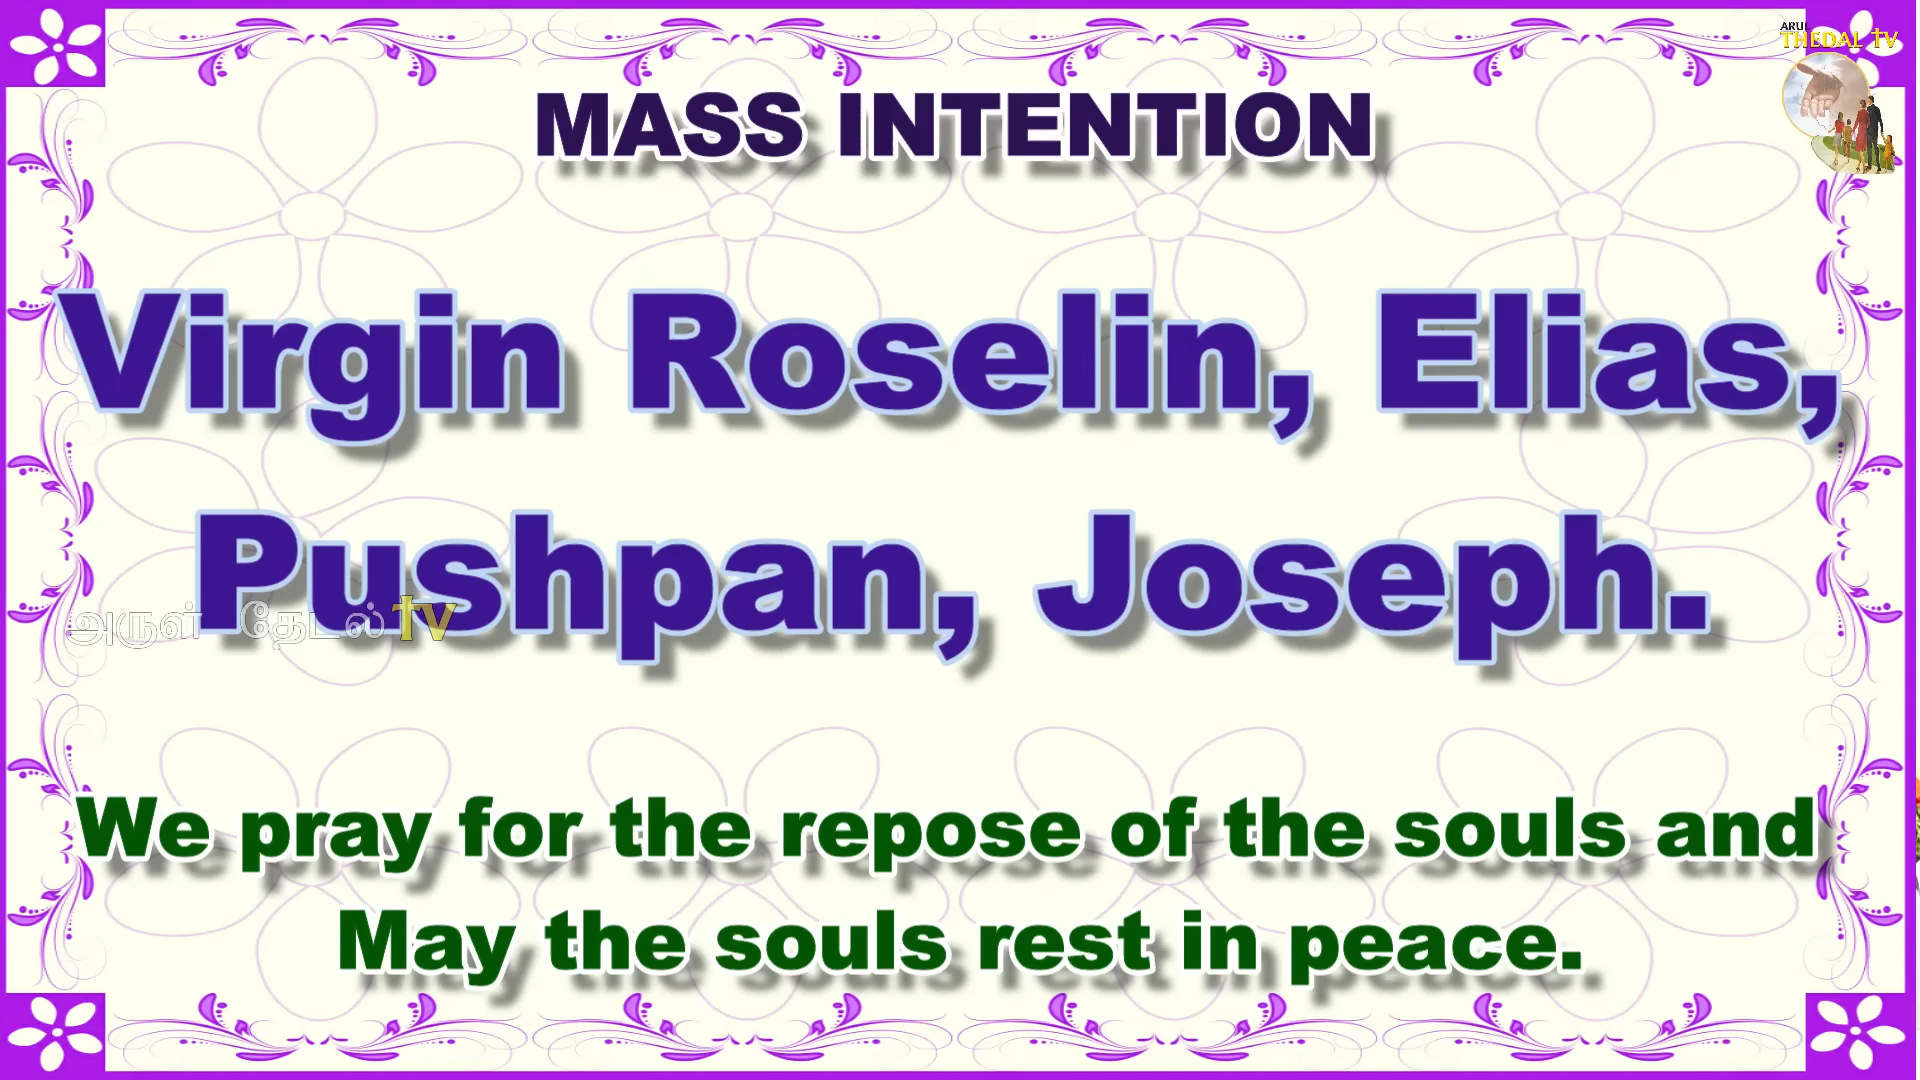 ARUL
THEDAL TV
MASS INTENTION
Virgin Roselin, Elias,
Pushpan, Joseph.
அருள் தேடல் TV
We pray for the repose of the souls and
May the souls rest in peace.